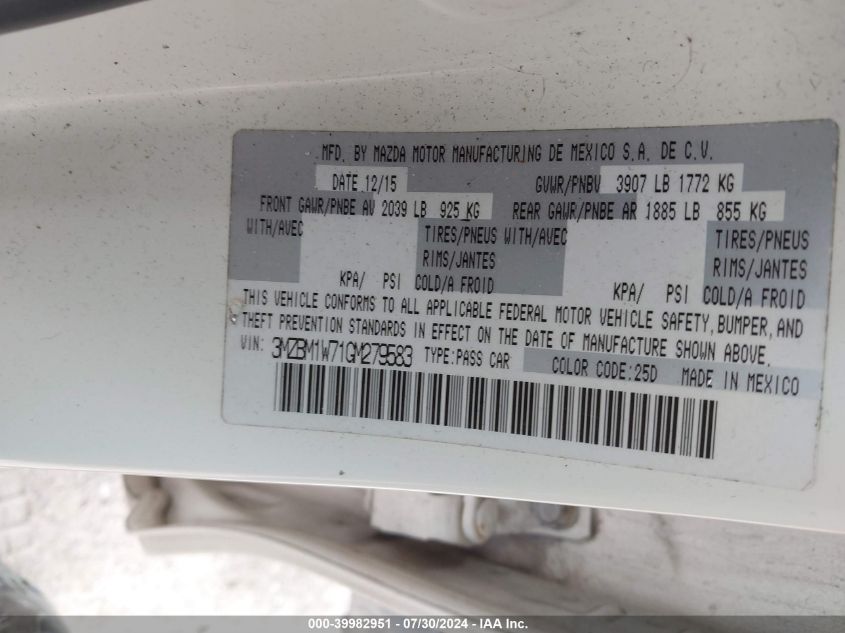 MFD. BY MAZDA MOTOR MANUFACTURING DE MEXICO S.A. DE C.V.
DATE 12/15 GVWR/PNBV 3907 LB 1772 KG
FRONT GAWR/PNBE AV 2039 LB 925 KG REAR GAWR/PNBE AR 1885 LB 855 KG
WITH/AVEC TIRES/PNEUS WITH/AVEC TIRES/PNEUS
RIMS/JANTES RIMS/JANTES
KPA/ PSI COLD/A FROID KPA/ PSI COLD/A FROID
THIS VEHICLE CONFORMS TO ALL APPLICABLE FEDERAL MOTOR VEHICLE SAFETY, BUMPER, AND
THEFT PREVENTION STANDARDS IN EFFECT ON THE DATE OF MANUFACTURE SHOWN ABOVE.
VIN: 3MZBM1W71GM279583 TYPE:PASS CAR COLOR CODE:25D MADE IN MEXICO
000-39982951 - 07/30/2024 - IAA Inc.